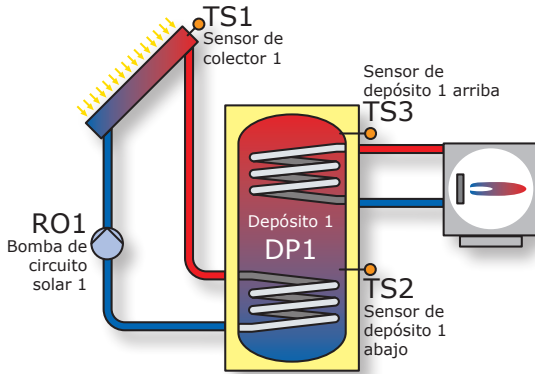 TS1
Sensor de
colector 1
Sensor de
depósito 1 arriba
TS3
RO1
Bomba de
circuito
solar 1
Depósito 1
DP1
TS2
Sensor de
depósito 1
abajo